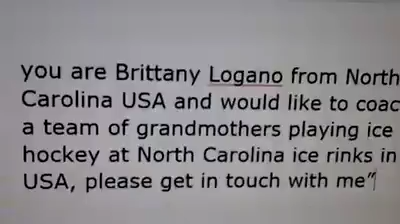 you are Brittany Logano from North
Carolina USA and would like to coac
a team of grandmothers playing ice
hockey at North Carolina ice rinks in
USA, please get in touch with me”